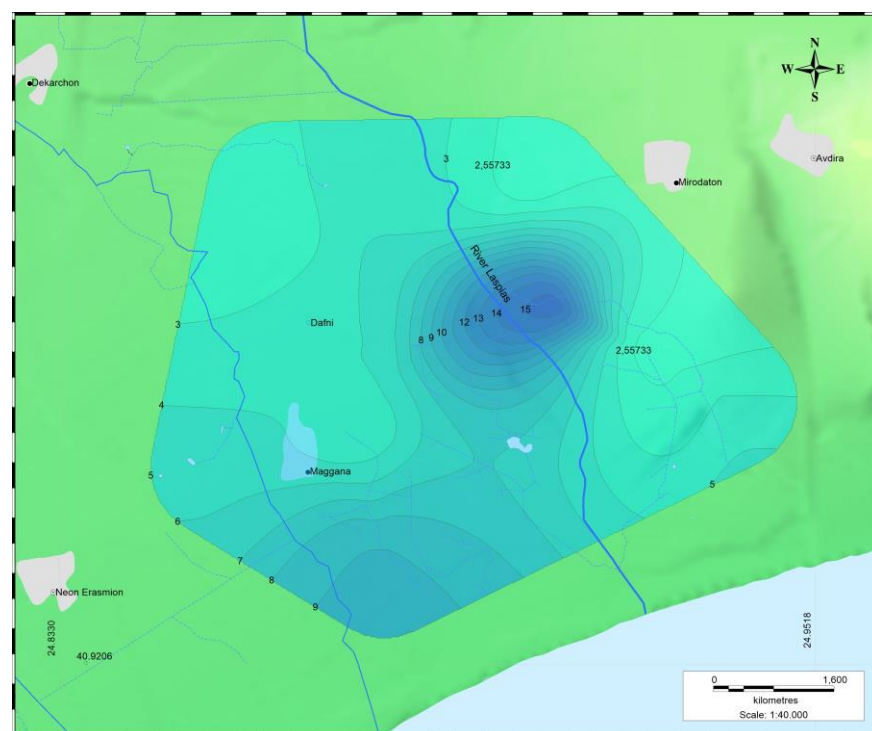 N
W E
S
Dekarchon
Avdira
3
2,55733
Mirodaton
River Laspias
15
14
13
12
10
9
8
3
Dafni
2,55733
4
Maggana
5
5
6
7
8
9
Neon Erasmion
24.8330
40.9206
24.9518
0 1,600
kilometres
Scale: 1:40.000